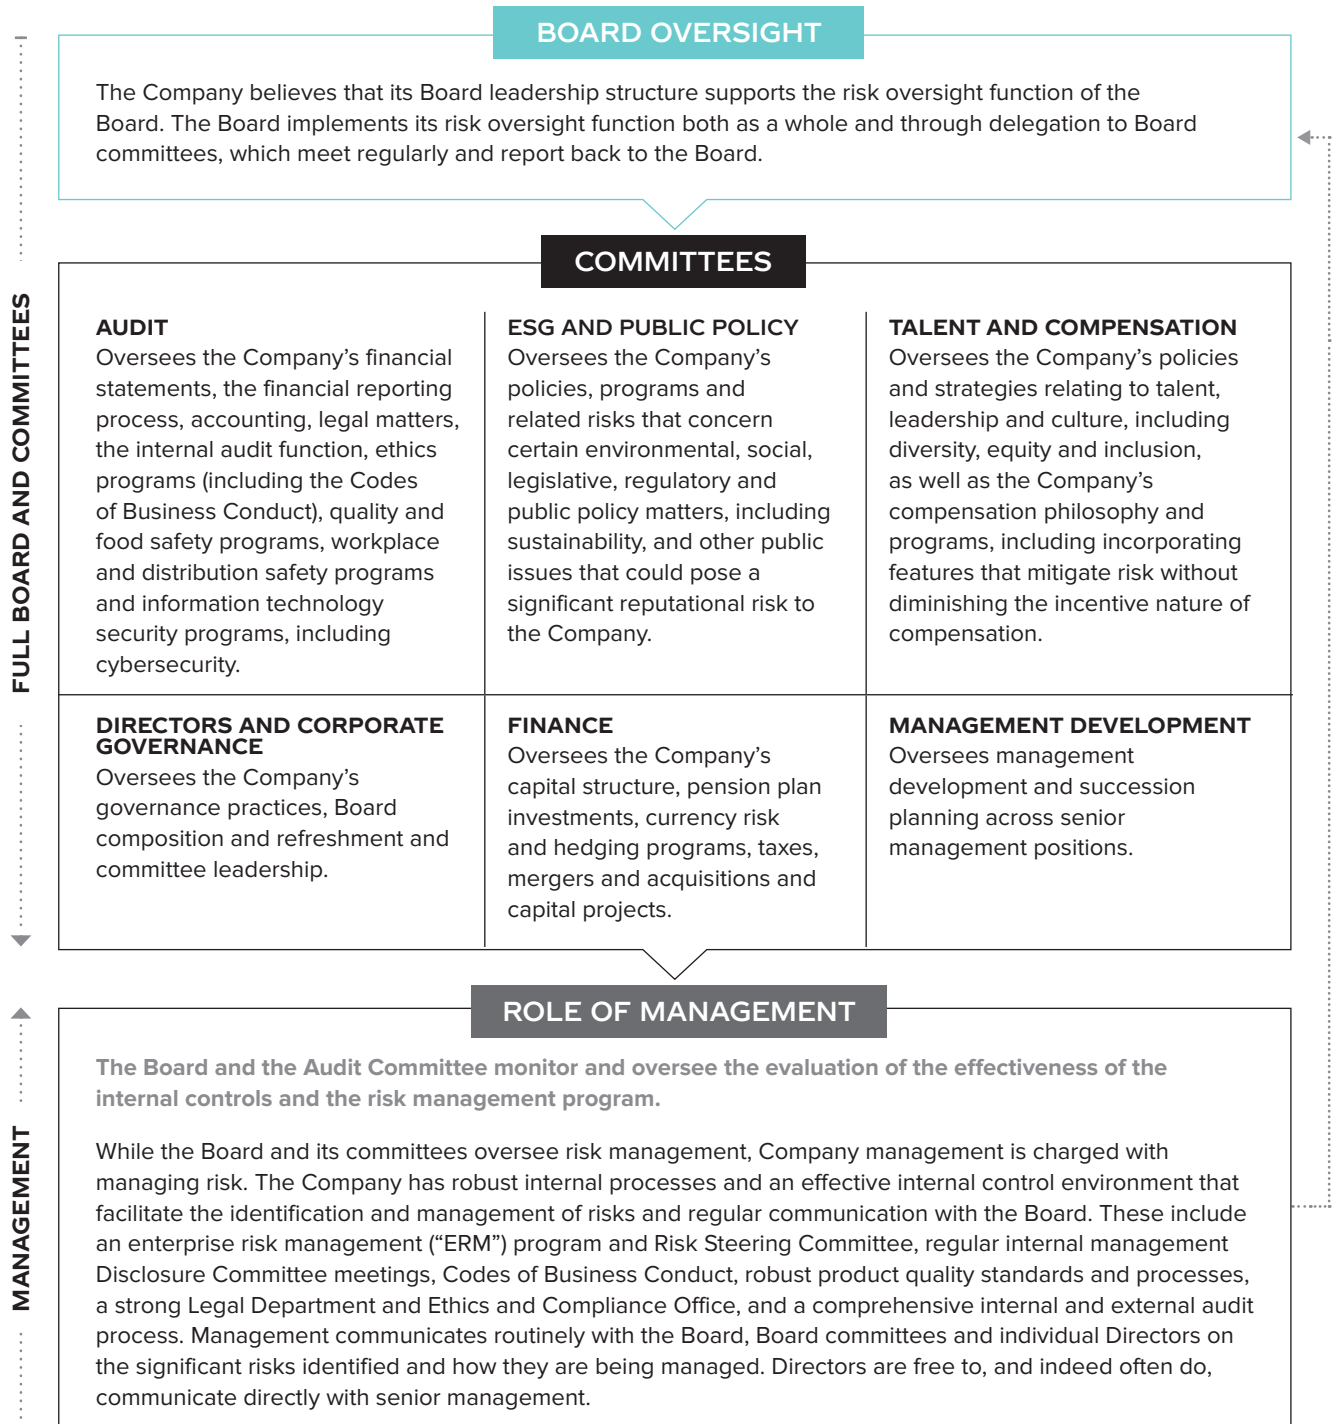 BOARD OVERSIGHT
The Company believes that its Board leadership structure supports the risk oversight function of the
Board. The Board implements its risk oversight function both as a whole and through delegation to Board
committees, which meet regularly and report back to the Board.
FULL BOARD AND COMMITTEES
COMMITTEES
AUDIT
Oversees the Company’s financial
statements, the financial reporting
process, accounting, legal matters,
the internal audit function, ethics
programs (including the Codes
of Business Conduct), quality and
food safety programs, workplace
and distribution safety programs
and information technology
security programs, including
cybersecurity.
ESG AND PUBLIC POLICY
Oversees the Company’s
policies, programs and
related risks that concern
certain environmental, social,
legislative, regulatory and
public policy matters, including
sustainability, and other public
issues that could pose a
significant reputational risk to
the Company.
TALENT AND COMPENSATION
Oversees the Company’s policies
and strategies relating to talent,
leadership and culture, including
diversity, equity and inclusion,
as well as the Company’s
compensation philosophy and
programs, including incorporating
features that mitigate risk without
diminishing the incentive nature of
compensation.
DIRECTORS AND CORPORATE
GOVERNANCE
Oversees the Company’s
governance practices, Board
composition and refreshment and
committee leadership.
FINANCE
Oversees the Company’s
capital structure, pension plan
investments, currency risk
and hedging programs, taxes,
mergers and acquisitions and
capital projects.
MANAGEMENT DEVELOPMENT
Oversees management
development and succession
planning across senior
management positions.
ROLE OF MANAGEMENT
MANAGEMENT
The Board and the Audit Committee monitor and oversee the evaluation of the effectiveness of the
internal controls and the risk management program.
While the Board and its committees oversee risk management, Company management is charged with
managing risk. The Company has robust internal processes and an effective internal control environment that
facilitate the identification and management of risks and regular communication with the Board. These include
an enterprise risk management (“ERM”) program and Risk Steering Committee, regular internal management
Disclosure Committee meetings, Codes of Business Conduct, robust product quality standards and processes,
a strong Legal Department and Ethics and Compliance Office, and a comprehensive internal and external audit
process. Management communicates routinely with the Board, Board committees and individual Directors on
the significant risks identified and how they are being managed. Directors are free to, and indeed often do,
communicate directly with senior management.